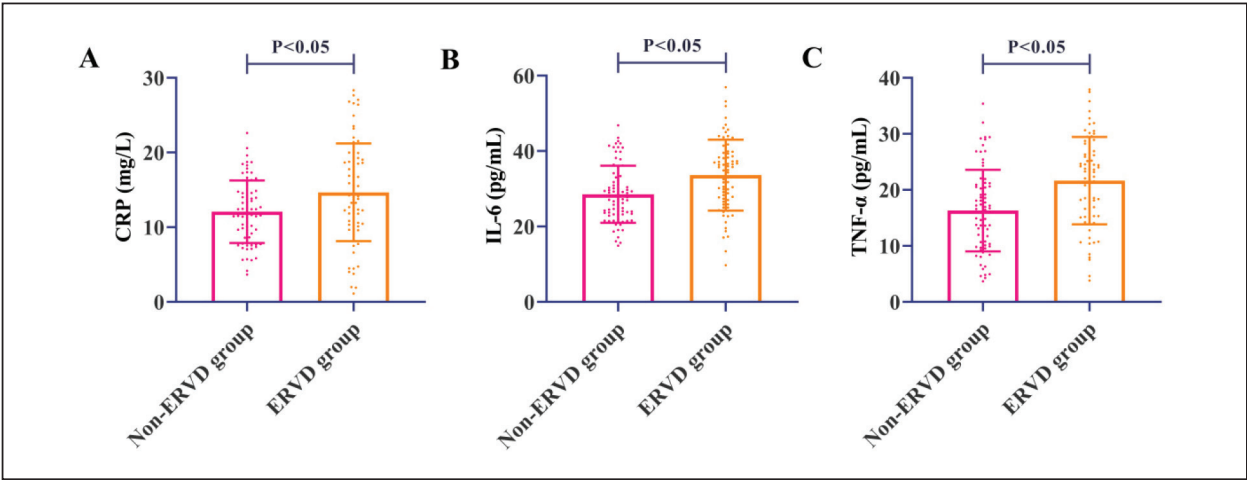 A
P<0.05
CRP (mg/L)
30
20
10
0
Non-ERVD group
ERVD group
B
P<0.05
IL-6 (pg/mL)
60
40
20
0
Non-ERVD group
ERVD group
C
P<0.05
TNF-α (pg/mL)
40
30
20
10
0
Non-ERVD group
ERVD group